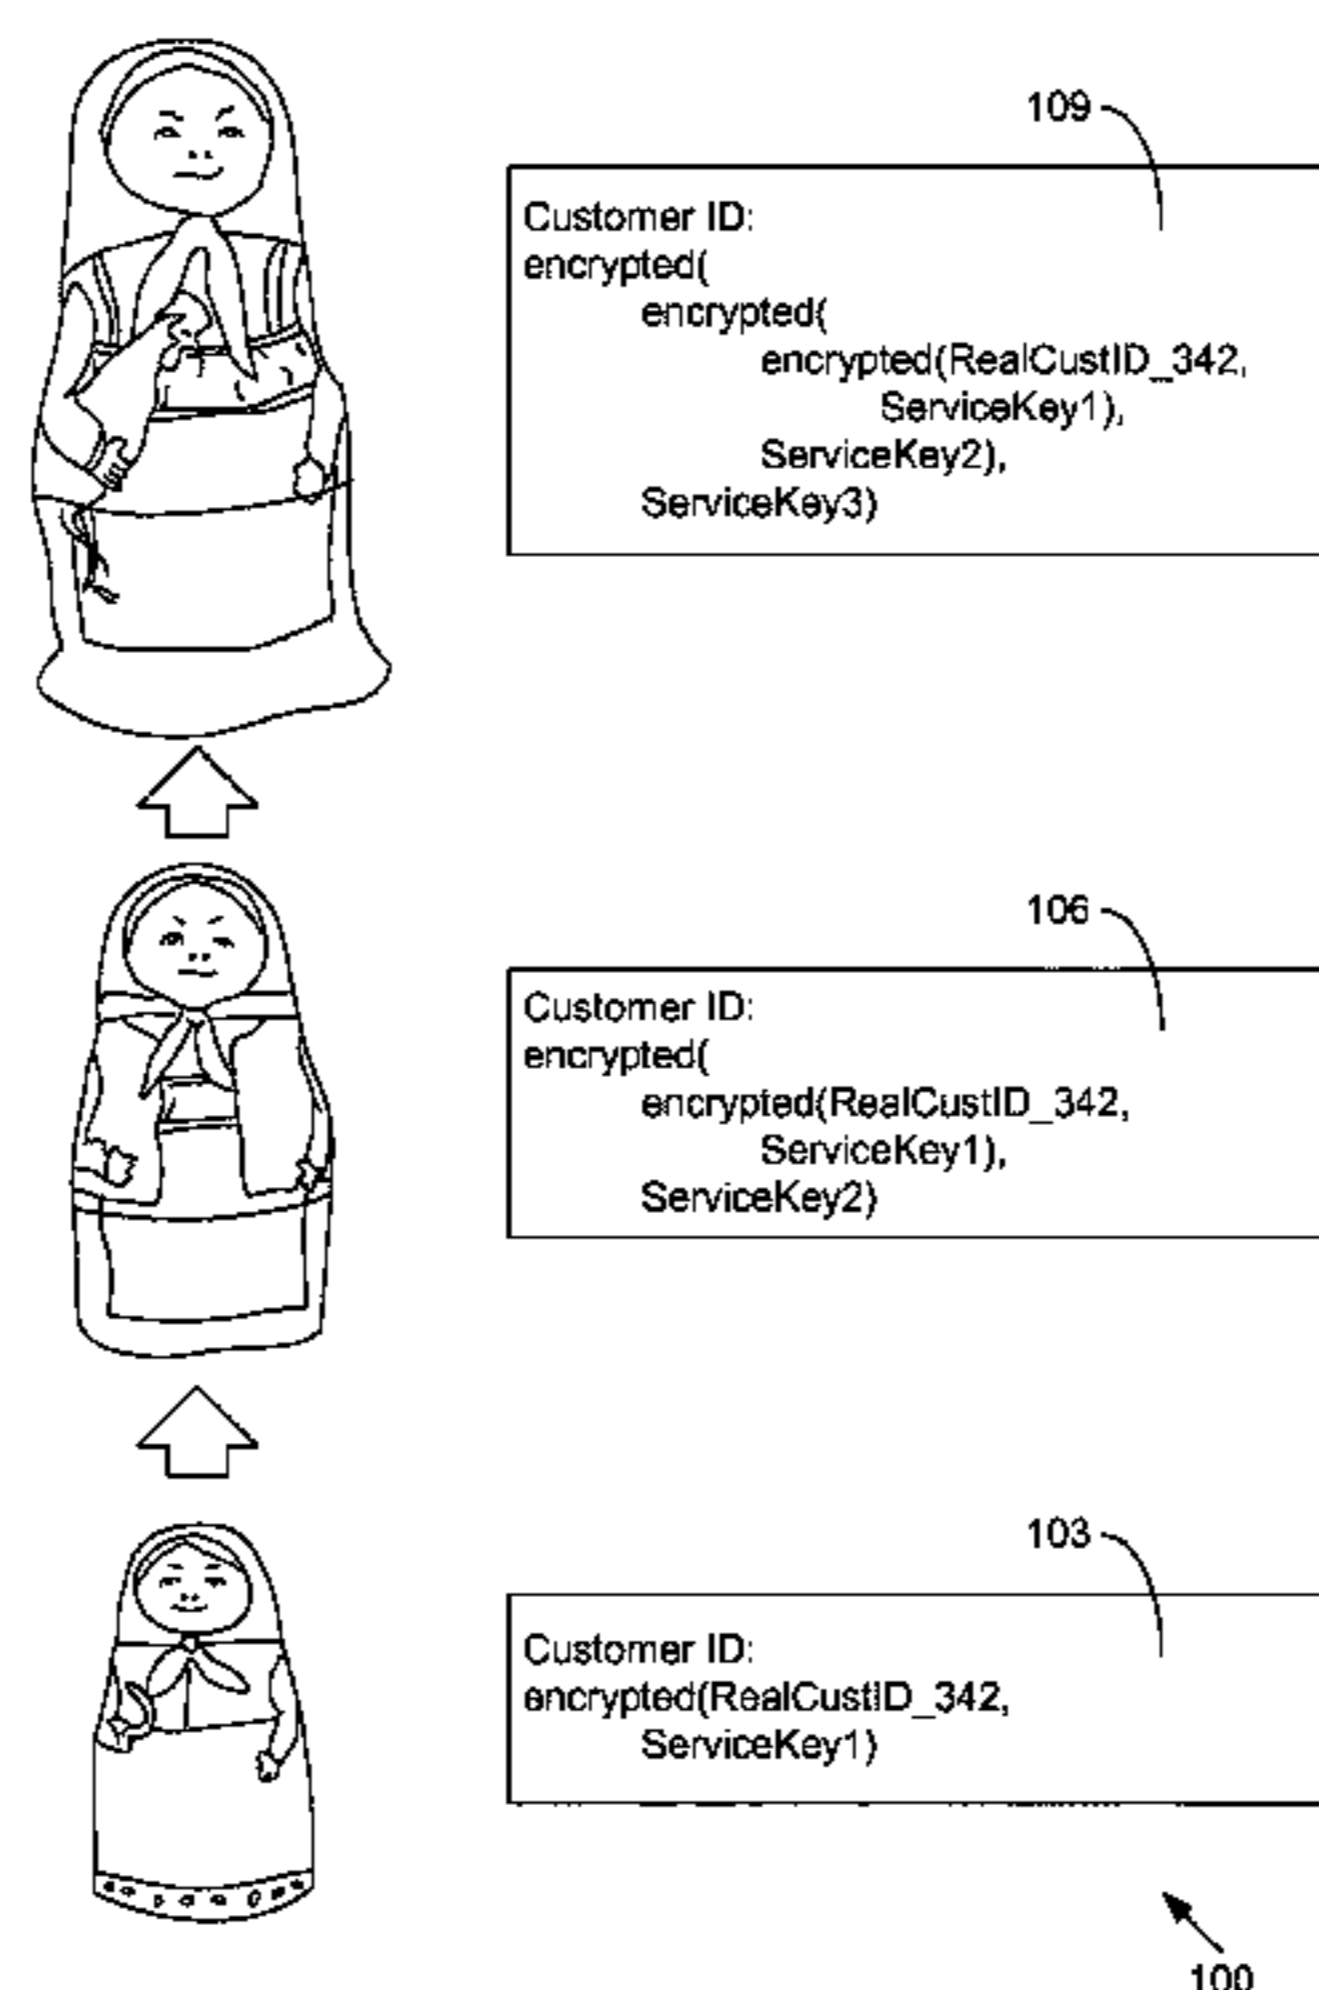 109
Customer ID:
encrypted(
encrypted(
encrypted(RealCustID_342,
ServiceKey1),
ServiceKey2),
ServiceKey3)
106
Customer ID:
encrypted(
encrypted(RealCustID_342,
ServiceKey1),
ServiceKey2)
103
Customer ID:
encrypted(RealCustID_342,
ServiceKey1)
100